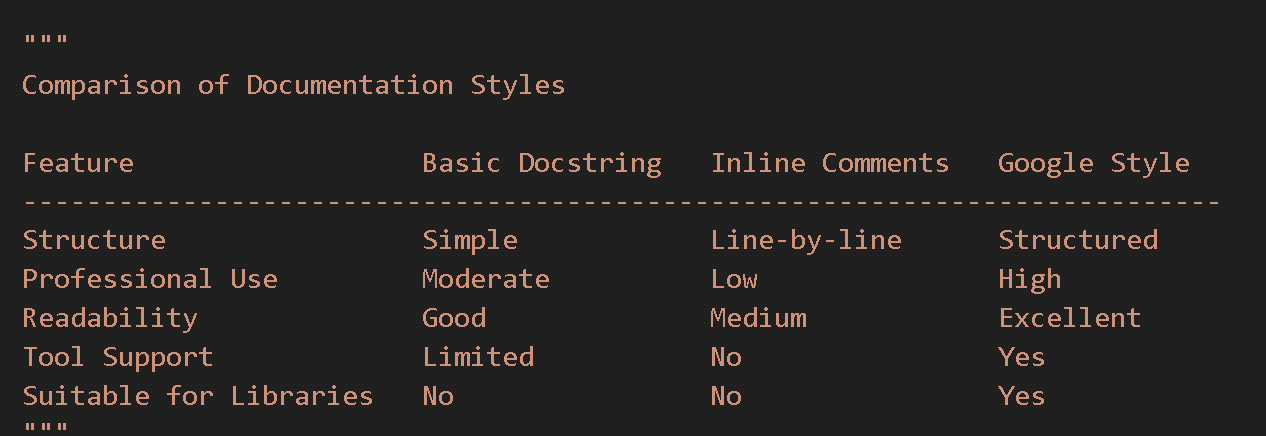 """
Comparison of Documentation Styles
Feature                  Basic Docstring   Inline Comments   Google Style
---------------------------------------------------------------------------
Structure                Simple            Line-by-line      Structured
Professional Use         Moderate          Low               High
Readability              Good              Medium            Excellent
Tool Support             Limited           No                Yes
Suitable for Libraries   No                No                Yes
"""